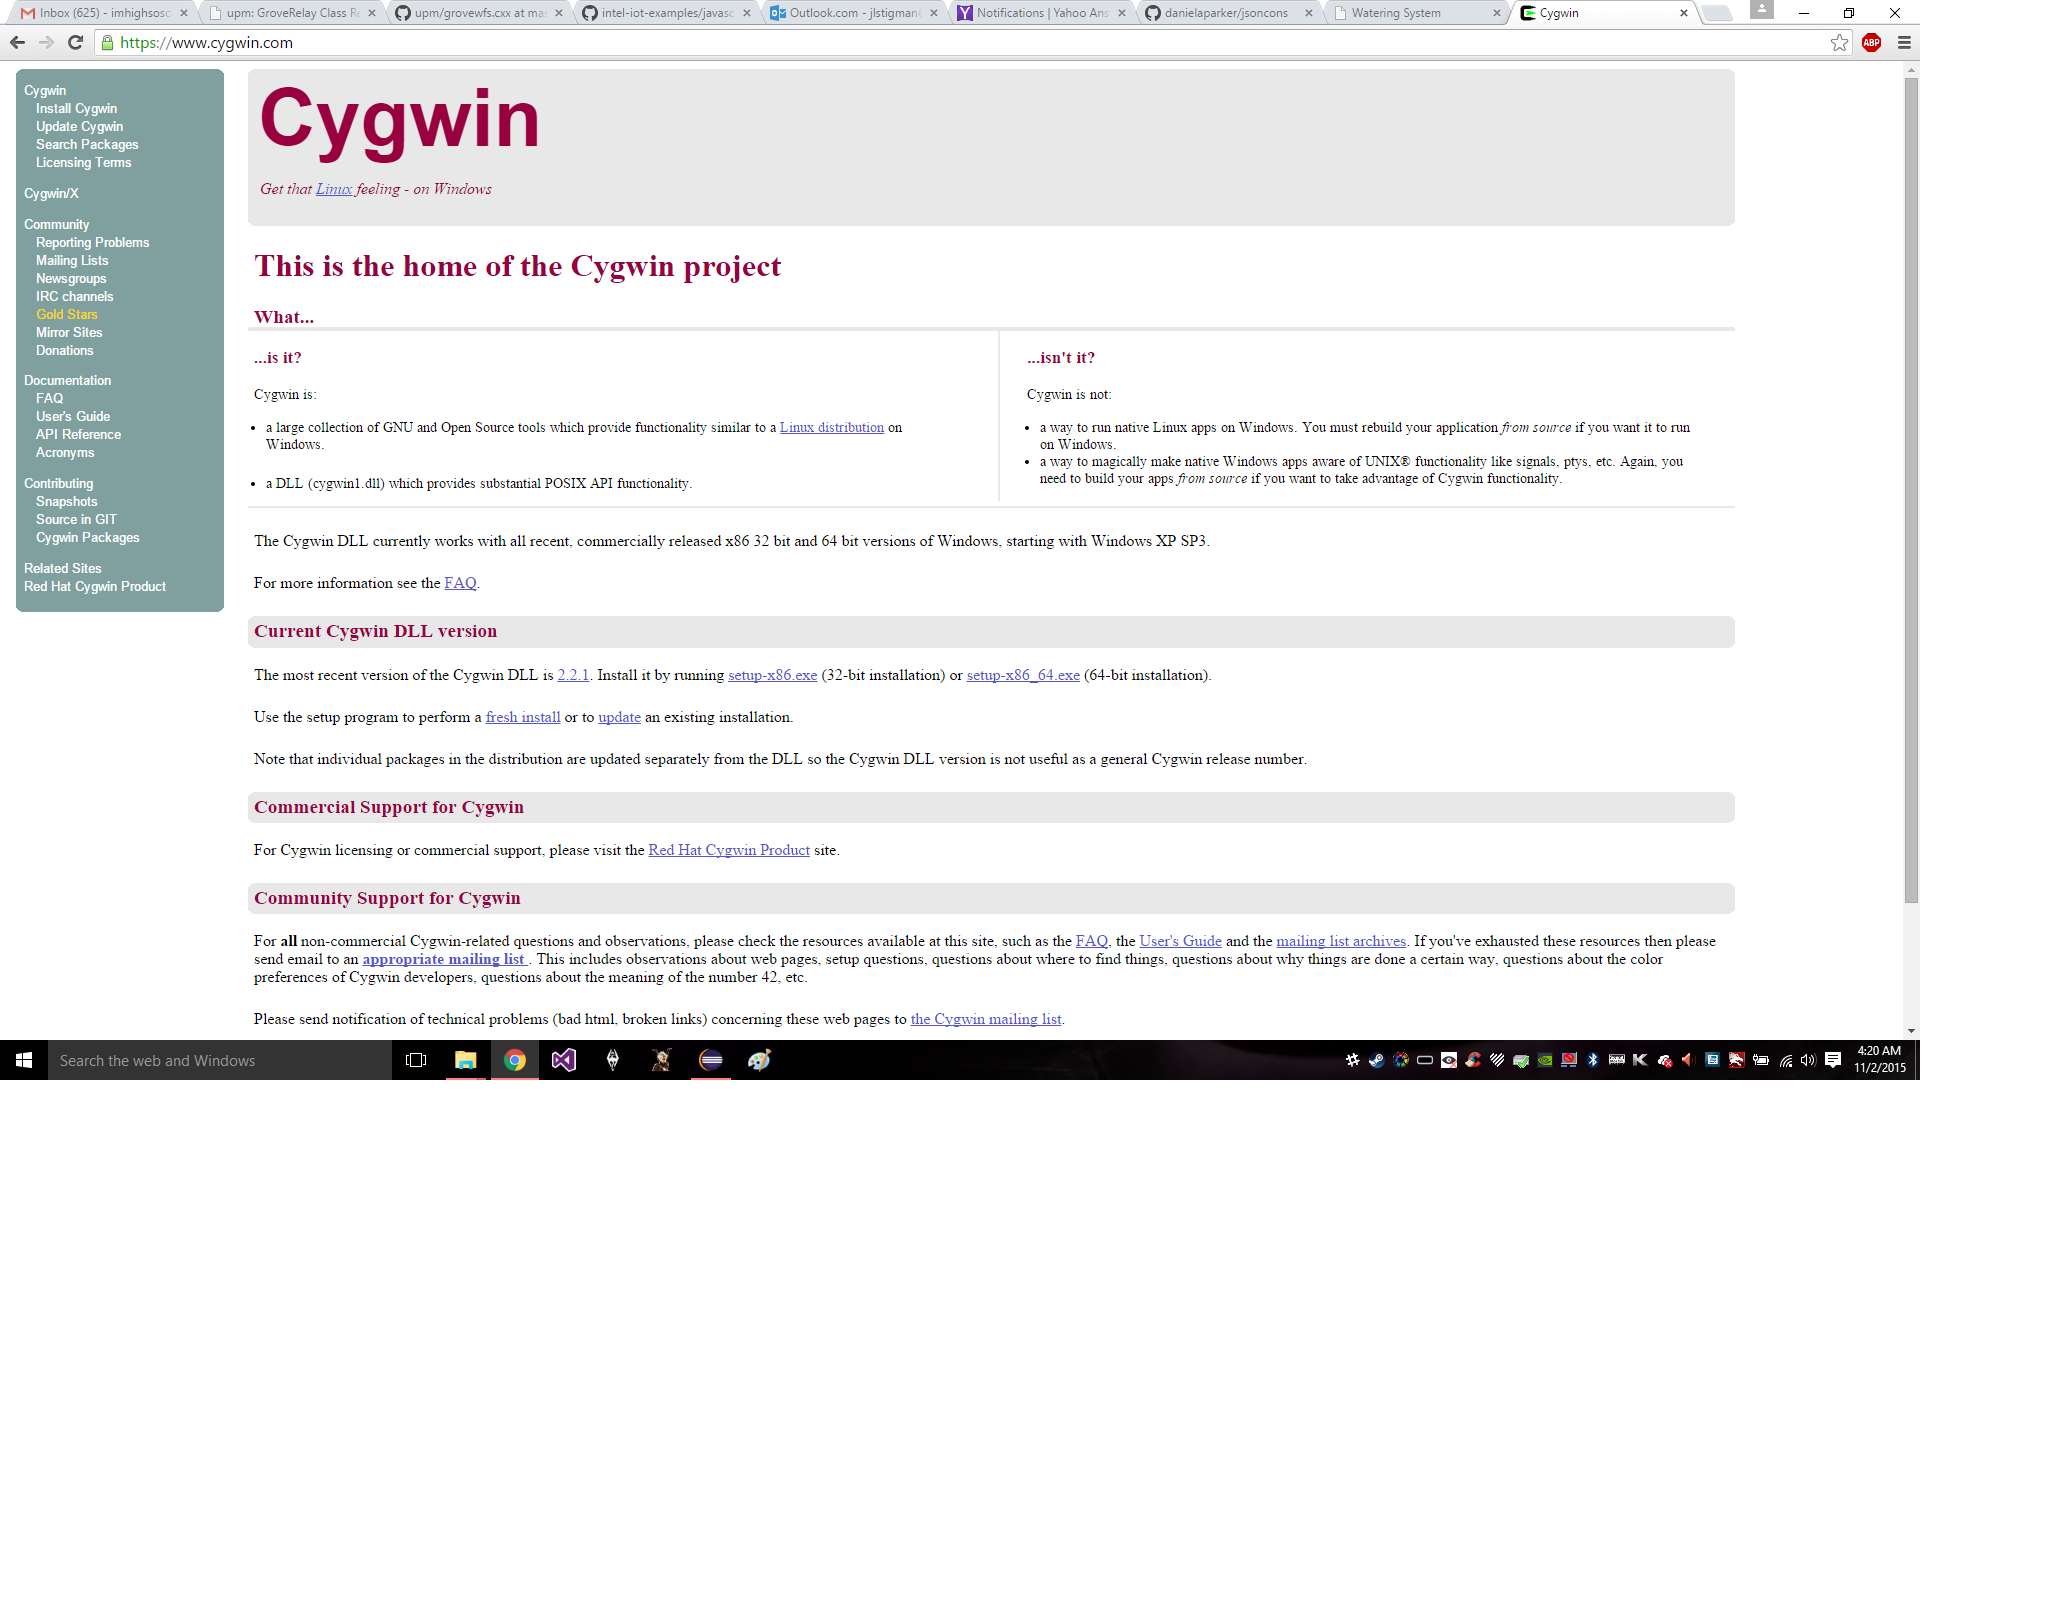 Inbox (625) - imhighsosc
upm: GroveRelay Class Re
upm/grovewfs.cxx at mas
intel-iot-examples/javasc
Outlook.com - jlstigman
Notifications | Yahoo Ans
danielaparker/jsoncons
Watering System
Cygwin
https://www.cygwin.com
ABP
Cygwin
Install Cygwin
Update Cygwin
Search Packages
Licensing Terms
Cygwin/X
Community
Reporting Problems
Mailing Lists
Newsgroups
IRC channels
Gold Stars
Mirror Sites
Donations
Documentation
FAQ
User's Guide
API Reference
Acronyms
Contributing
Snapshots
Source in GIT
Cygwin Packages
Related Sites
Red Hat Cygwin Product
Cygwin
Get that Linux feeling - on Windows
This is the home of the Cygwin project
What...
...is it?
Cygwin is:
• a large collection of GNU and Open Source tools which provide functionality similar to a Linux distribution on
Windows.
• a DLL (cygwin1.dll) which provides substantial POSIX API functionality.
...isn't it?
Cygwin is not:
• a way to run native Linux apps on Windows. You must rebuild your application from source if you want it to run
on Windows.
• a way to magically make native Windows apps aware of UNIX® functionality like signals, ptys, etc. Again, you
need to build your apps from source if you want to take advantage of Cygwin functionality.
The Cygwin DLL currently works with all recent, commercially released x86 32 bit and 64 bit versions of Windows, starting with Windows XP SP3.
For more information see the FAQ.
Current Cygwin DLL version
The most recent version of the Cygwin DLL is 2.2.1. Install it by running setup-x86.exe (32-bit installation) or setup-x86_64.exe (64-bit installation).
Use the setup program to perform a fresh install or to update an existing installation.
Note that individual packages in the distribution are updated separately from the DLL so the Cygwin DLL version is not useful as a general Cygwin release number.
Commercial Support for Cygwin
For Cygwin licensing or commercial support, please visit the Red Hat Cygwin Product site.
Community Support for Cygwin
For all non-commercial Cygwin-related questions and observations, please check the resources available at this site, such as the FAQ, the User's Guide and the mailing list archives. If you've exhausted these resources then please
send email to an appropriate mailing list . This includes observations about web pages, setup questions, questions about where to find things, questions about why things are done a certain way, questions about the color
preferences of Cygwin developers, questions about the meaning of the number 42, etc.
Please send notification of technical problems (bad html, broken links) concerning these web pages to the Cygwin mailing list.
Search the web and Windows
4:20 AM
11/2/2015